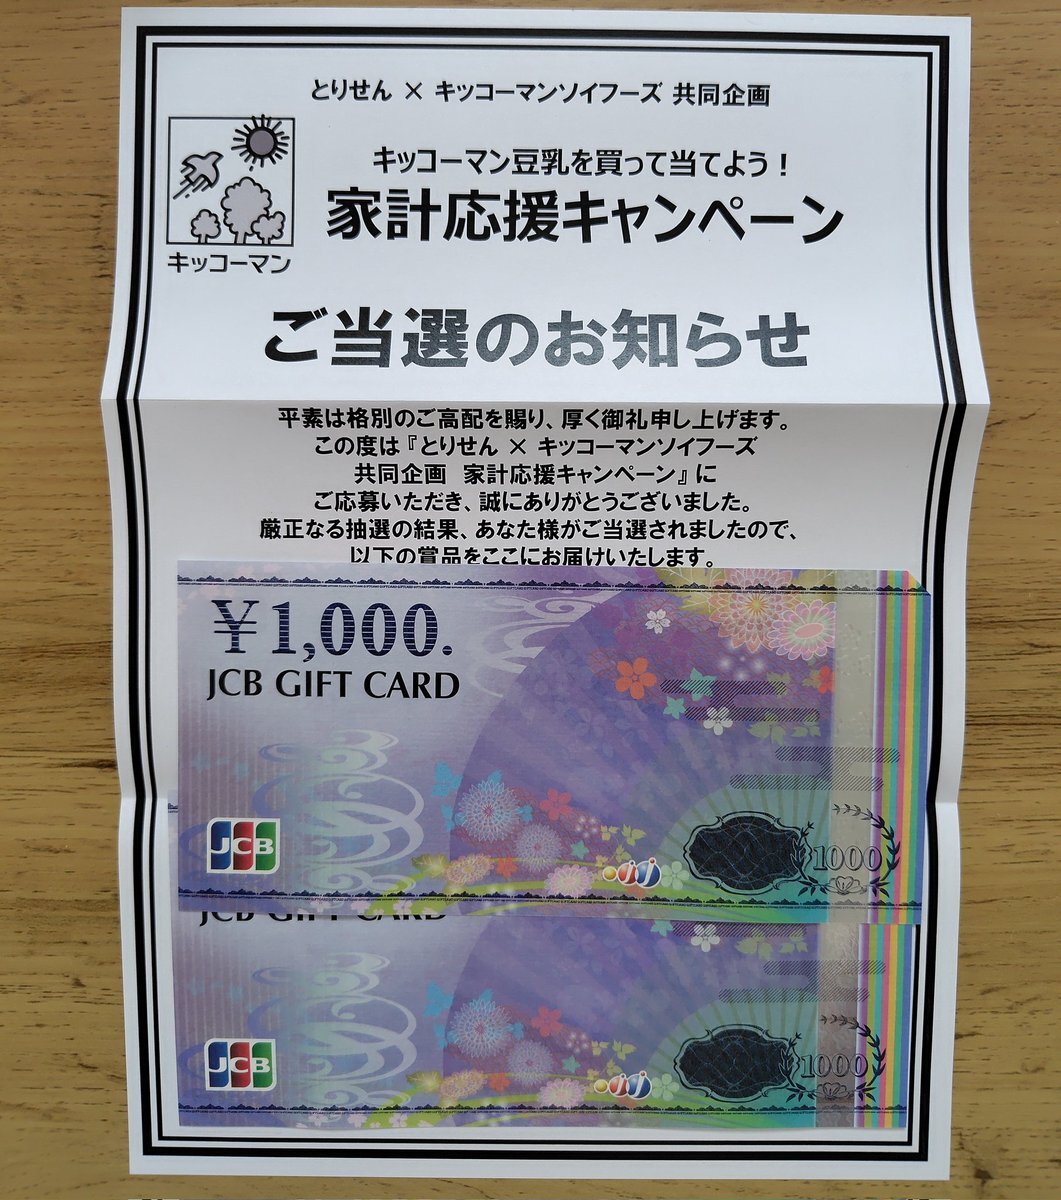 とりせん × キッコーマンソイフーズ 共同企画
キッコーマン豆乳を買って当てよう！
家計応援キャンペーン
キッコーマン
ご当選のお知らせ
平素は格別のご高配を賜り、厚く御礼申し上げます。
この度は『とりせん × キッコーマンソイフーズ
共同企画 家計応援キャンペーン』に
ご応募いただき、誠にありがとうございました。
厳正なる抽選の結果、あなた様がご当選されましたので、
以下の賞品をここにお届けいたします。
¥1,000.
JCB GIFT CARD
JCB
1000
JCB GIFT CARD
JCB
1000